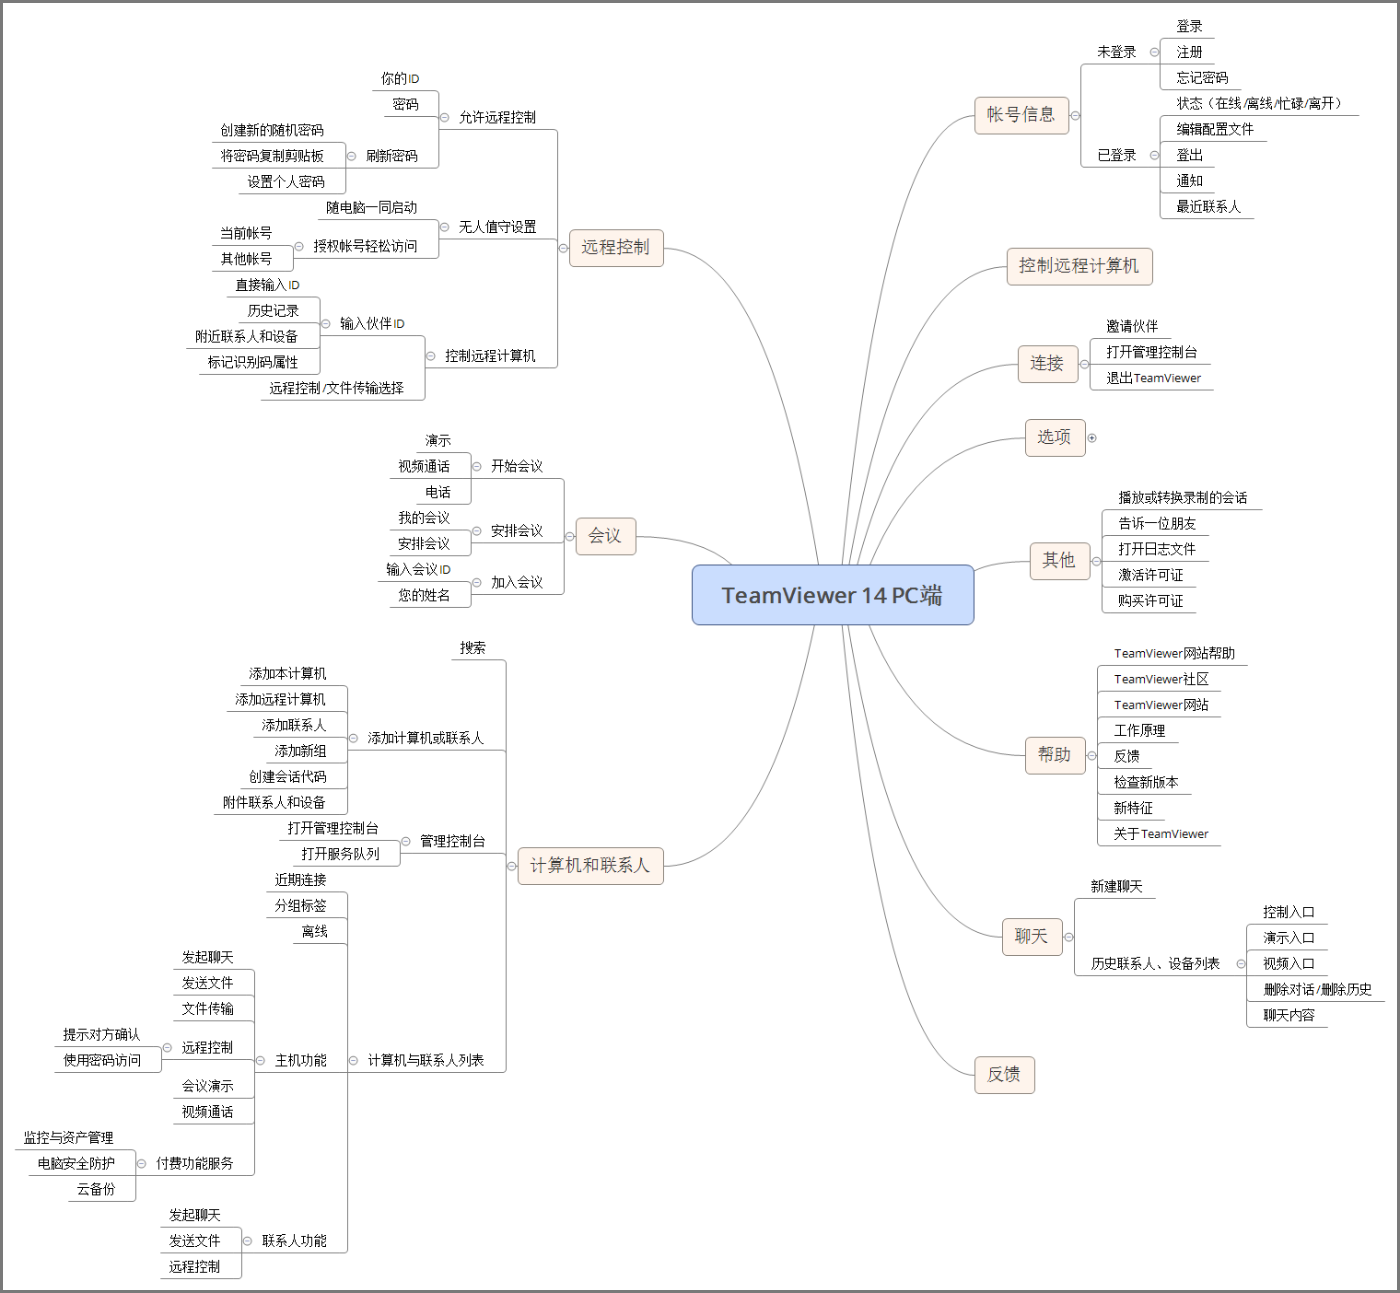 TeamViewer 14 PC端
帐号信息
未登录
登录
注册
忘记密码
已登录
状态（在线/离线/忙碌/离开）
编辑配置文件
登出
通知
最近联系人
控制远程计算机
连接
邀请伙伴
打开管理控制台
退出TeamViewer
选项
其他
播放或转换录制的会话
告诉一位朋友
打开日志文件
激活许可证
购买许可证
帮助
TeamViewer网站帮助
TeamViewer社区
TeamViewer网站
工作原理
反馈
检查新版本
新特征
关于TeamViewer
聊天
新建聊天
历史联系人、设备列表
控制入口
演示入口
视频入口
删除对话/删除历史
聊天内容
反馈
远程控制
允许远程控制
你的ID
密码
刷新密码
创建新的随机密码
将密码复制剪贴板
设置个人密码
无人值守设置
随电脑一同启动
授权帐号轻松访问
当前帐号
其他帐号
控制远程计算机
输入伙伴ID
直接输入ID
历史记录
附近联系人和设备
标记识别码属性
远程控制/文件传输选择
会议
开始会议
演示
视频通话
电话
安排会议
我的会议
安排会议
加入会议
输入会议ID
您的姓名
计算机和联系人
搜索
添加计算机或联系人
添加本计算机
添加远程计算机
添加联系人
添加新组
创建会话代码
附件联系人和设备
管理控制台
打开管理控制台
打开服务队列
计算机与联系人列表
近期连接
分组标签
离线
主机功能
发起聊天
发送文件
文件传输
远程控制
提示对方确认
使用密码访问
会议演示
视频通话
付费功能服务
监控与资产管理
电脑安全防护
云备份
联系人功能
发起聊天
发送文件
远程控制